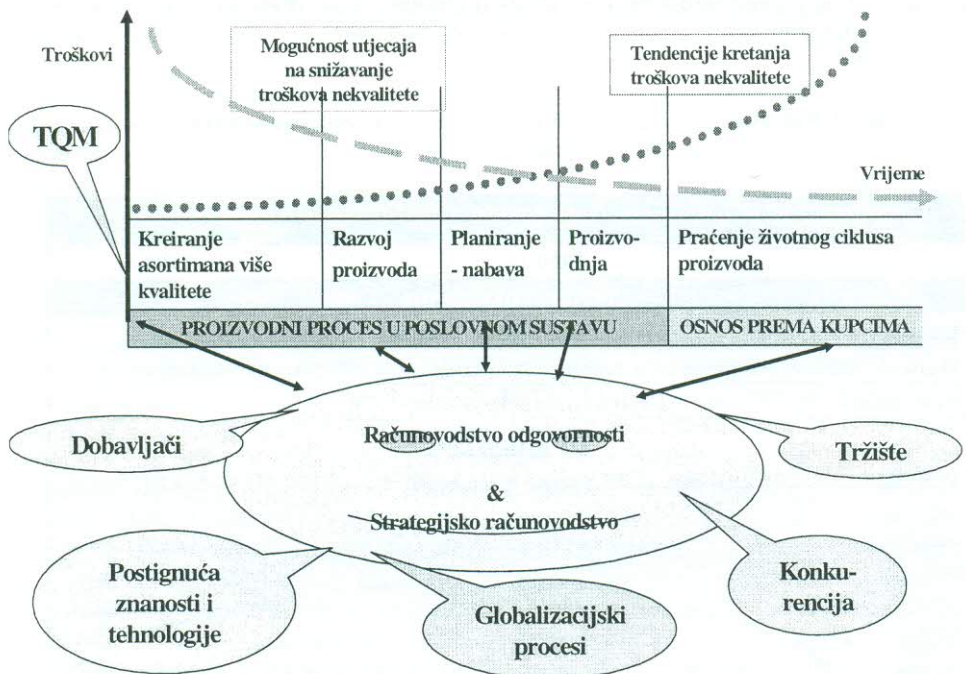 Troškovi
Mogućnost utjecaja
na snižavanje
troškova nekvalitete
Tendencije kretanja
troškova nekvalitete
TQM
Vrijeme
Kreiranje
asortimana više
kvalitete
Razvoj
proizvoda
Planiranje
- nabava
Proizvo-
dnja
Praćenje životnog ciklusa
proizvoda
PROIZVODNI PROCES U POSLOVNOM SUSTAVU
OSNOS PREMA KUPCIMA
Dobavljači
Računovodstvo odgovornosti
&
Strategijsko računovodstvo
Tržište
Postignuća
znanosti i
tehnologije
Globalizacijski
procesi
Konku-
rencija